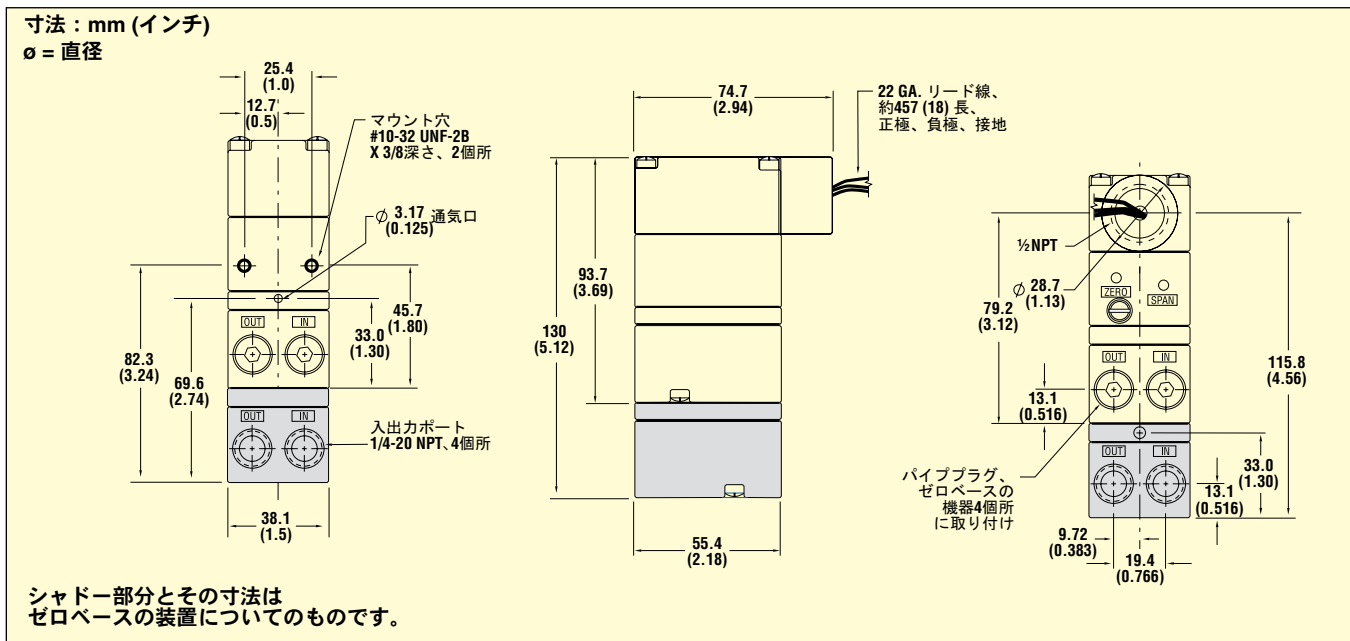 寸法：mm (インチ)
ø = 直径
25.4
(1.0)
12.7
(0.5)
マウント穴
#10-32 UNF-2B
X 3/8深さ、2個所
ø 3.17 通気口
(0.125)
OUT
IN
45.7
(1.80)
33.0
(1.30)
82.3
(3.24)
69.6
(2.74)
OUT
IN
入出力ポート
1/4-20 NPT、4個所
38.1
(1.5)
74.7
(2.94)
22 GA. リード線、
約457 (18) 長、
正極、負極、接地
93.7
(3.69)
130
(5.12)
55.4
(2.18)
½NPT
ø 28.7
(1.13)
ZERO
SPAN
79.2
(3.12)
OUT
IN
115.8
(4.56)
13.1
(0.516)
パイププラグ、
ゼロベースの
機器4個所
に取り付け
OUT
IN
33.0
(1.30)
13.1
(0.516)
9.72
(0.383)
19.4
(0.766)
シャドー部分とその寸法は
ゼロベースの装置についてのものです。